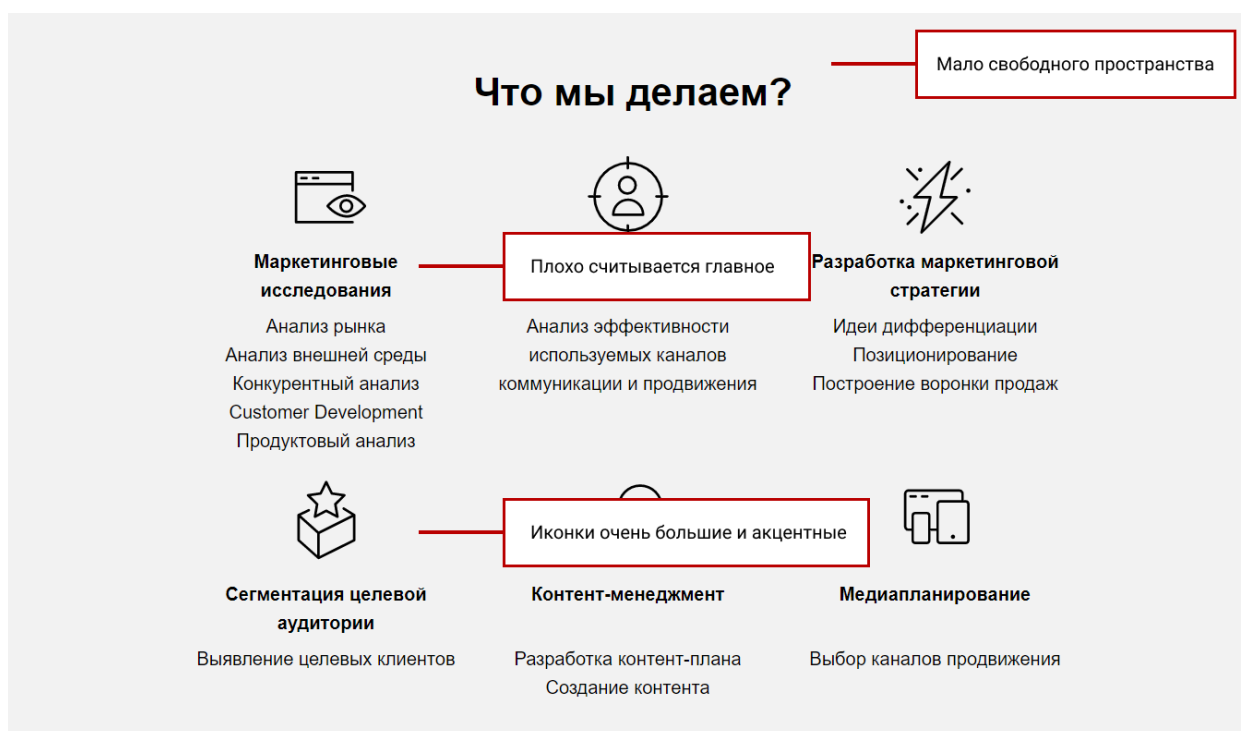 Мало свободного пространства
Что мы делаем?
Маркетинговые
исследования
Плохо считывается главное
Разработка маркетинговой
стратегии
Анализ рынка
Анализ внешней среды
Конкурентный анализ
Customer Development
Продуктовый анализ
Анализ эффективности
используемых каналов
коммуникации и продвижения
Идеи дифференциации
Позиционирование
Построение воронки продаж
Иконки очень большие и акцентные
Сегментация целевой
аудитории
Выявление целевых клиентов
Контент-менеджмент
Разработка контент-плана
Создание контента
Медиапланирование
Выбор каналов продвижения